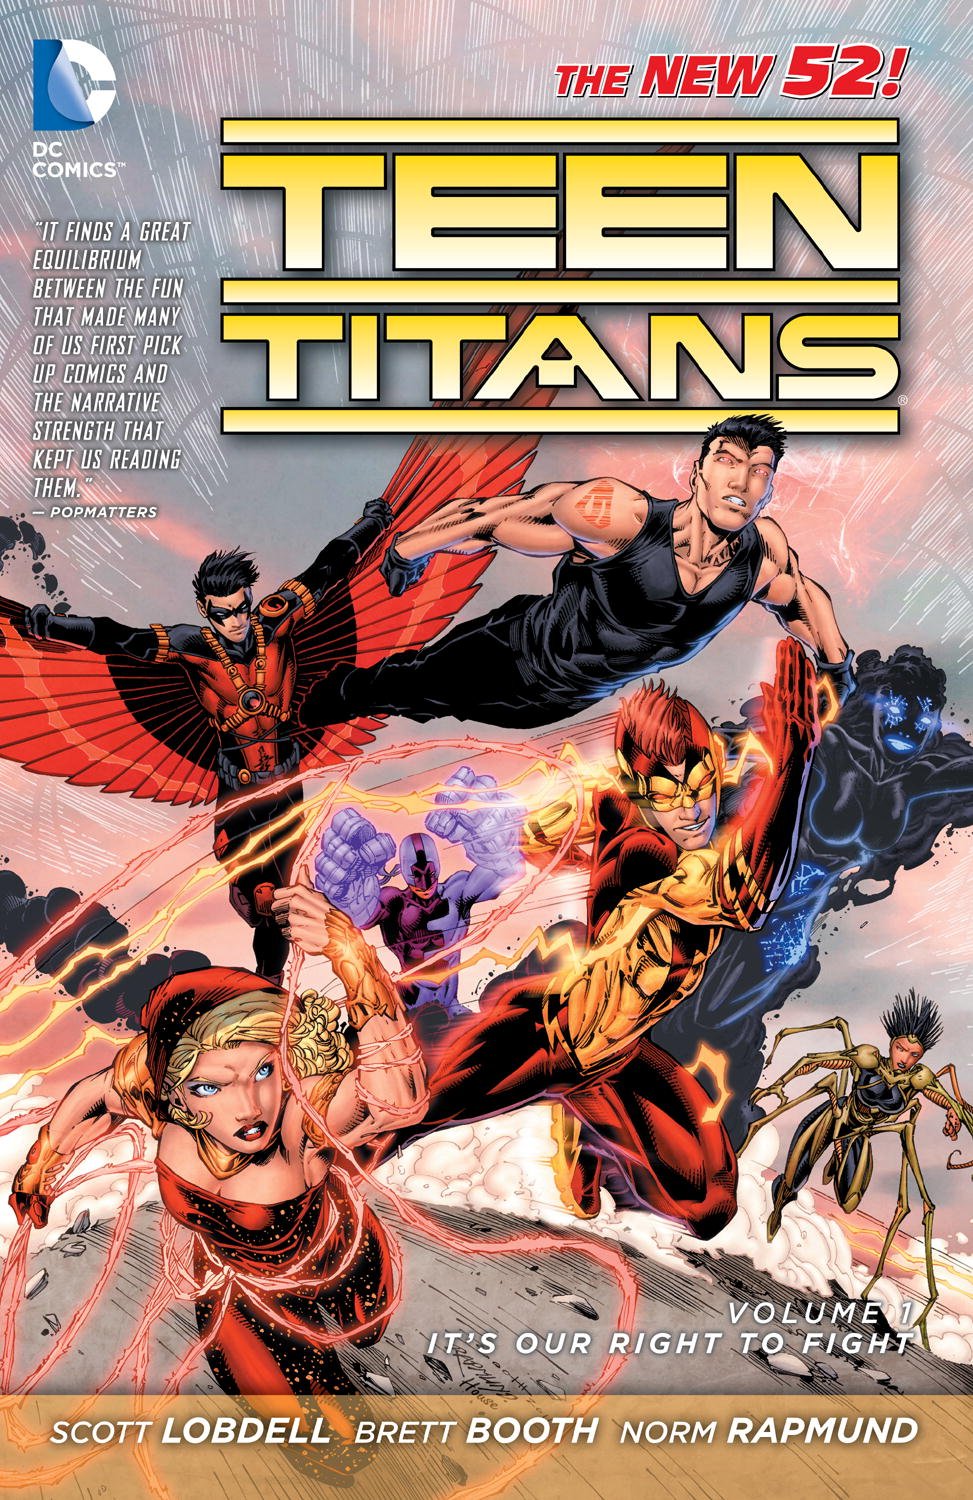 THE NEW 52!
DC
COMICS™
TEEN
TITANS®
"IT FINDS A GREAT
EQUILIBRIUM
BETWEEN THE FUN
THAT MADE MANY
OF US FIRST PICK
UP COMICS AND
THE NARRATIVE
STRENGTH THAT
KEPT US READING
THEM."
— POPMATTERS
VOLUME 1
IT'S OUR RIGHT TO FIGHT
SCOTT LOBDELL BRETT BOOTH NORM RAPMUND